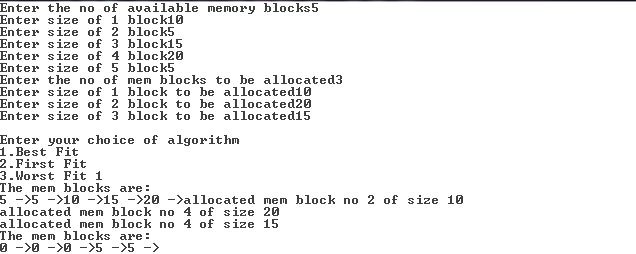 Enter the no of available memory blocks5
Enter size of 1 block10
Enter size of 2 block5
Enter size of 3 block15
Enter size of 4 block20
Enter size of 5 block5
Enter the no of mem blocks to be allocated3
Enter size of 1 block to be allocated10
Enter size of 2 block to be allocated20
Enter size of 3 block to be allocated15
Enter your choice of algorithm
1.Best Fit
2.First Fit
3.Worst Fit 1
The mem blocks are:
5 ->5 ->10 ->15 ->20 ->allocated mem block no 2 of size 10
allocated mem block no 4 of size 20
allocated mem block no 4 of size 15
The mem blocks are:
0 ->0 ->0 ->5 ->5 ->